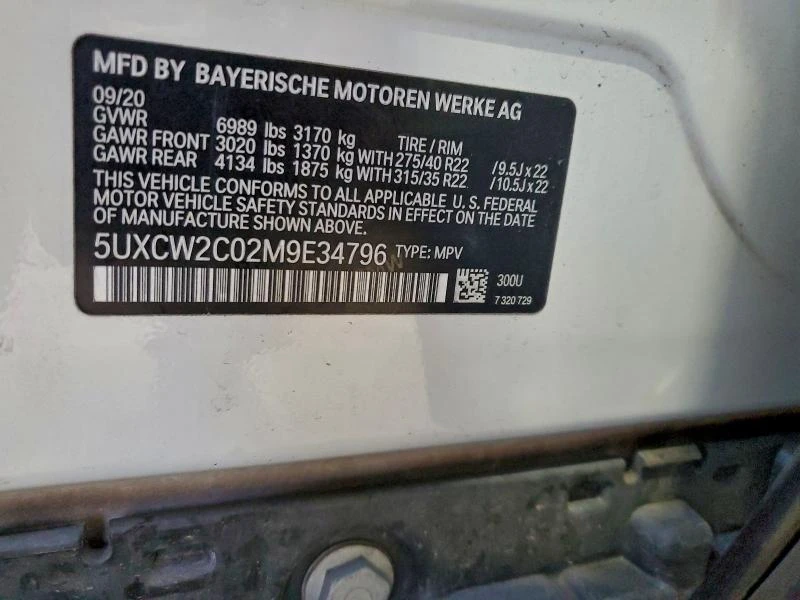 MFD BY BAYERISCHE MOTOREN WERKE AG
09/20
GVWR 6989 lbs 3170 kg TIRE / RIM
GAWR FRONT 3020 lbs 1370 kg WITH 275/40 R22 /9.5J x 22
GAWR REAR 4134 lbs 1875 kg WITH 315/35 R22 /10.5J x 22
THIS VEHICLE CONFORMS TO ALL APPLICABLE U. S. FEDERAL
MOTOR VEHICLE SAFETY STANDARDS IN EFFECT ON THE DATE
OF MANUFACTURE SHOWN ABOVE.
5UXCW2C02M9E34796 TYPE: MPV
300U
7 320 729